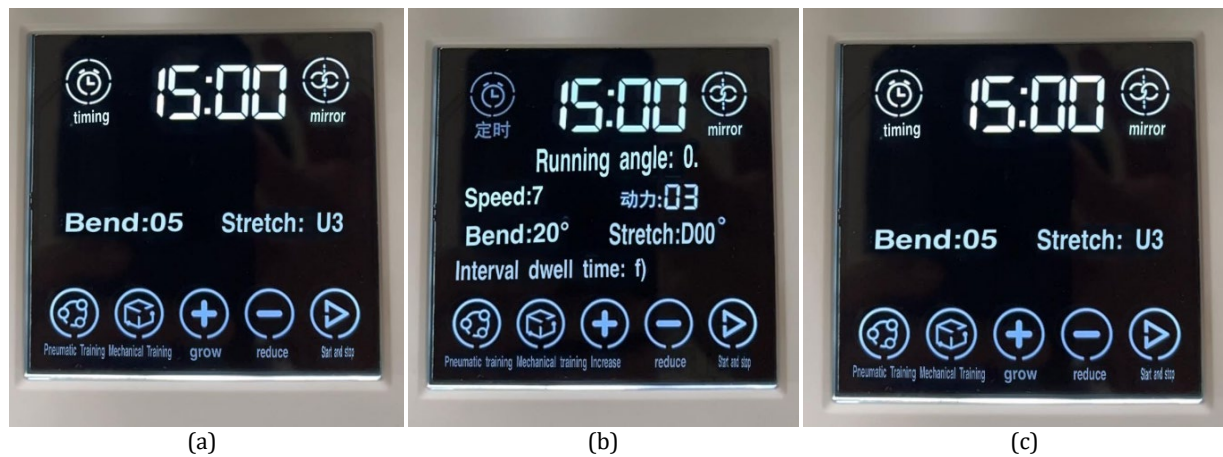 15:00
timing
mirror
Bend:05 Stretch: U3
Pneumatic Training Mechanical Training grow reduce Start and stop
(a)
15:00
定时
mirror
Running angle: 0.
Speed:7 动力:03
Bend:20° Stretch:D00°
Interval dwell time: f)
Pneumatic training Mechanical training Increase reduce Start and stop
(b)
15:00
timing
mirror
Bend:05 Stretch: U3
Pneumatic Training Mechanical Training grow reduce Start and stop
(c)